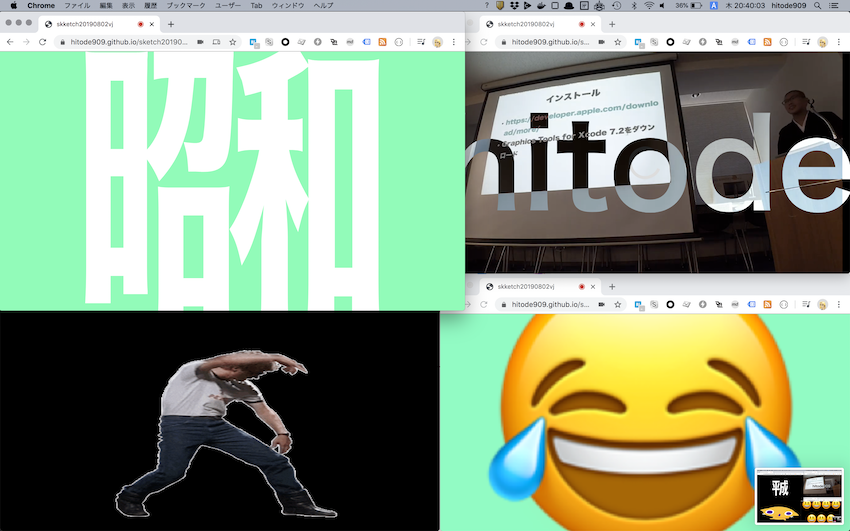 Chrome ファイル 編集 表示 履歴 ブックマーク ユーザー Tab ウィンドウ ヘルプ
36% 木 20:40:03 hitode909
skketch20190802vj
hitode909.github.io/sketch20190...
昭和
skketch20190802vj
hitode909.github.io/s...
インストール
・https://developer.apple.com/downlo
ad/more/
・Graphics Tools for Xcode 7.2をダウン
ロード
hitode
skketch20190802vj
hitode909.github.io/s...
平成